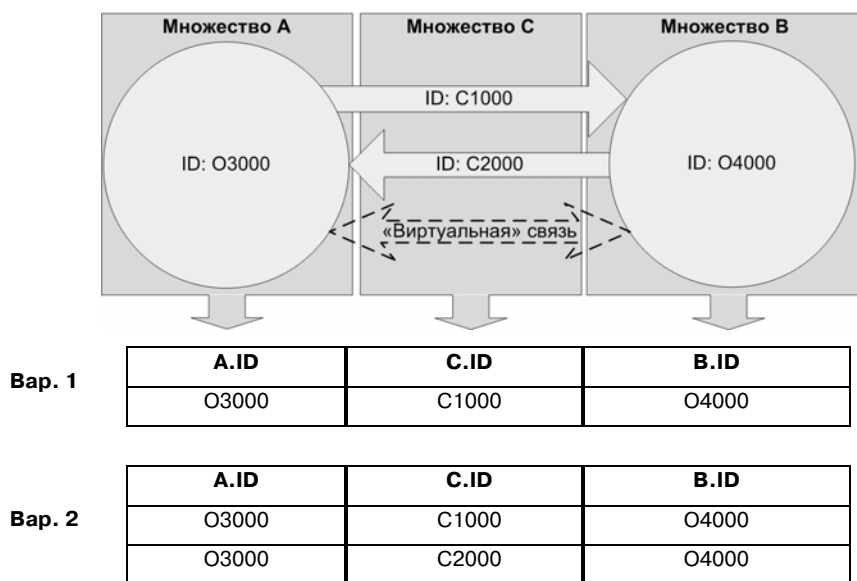 Множество A Множество C Множество B
ID: C1000
ID: O3000 ID: C2000 ID: O4000
«Виртуальная» связь
Вар. 1
A.ID C.ID B.ID
O3000 C1000 O4000
Вар. 2
A.ID C.ID B.ID
O3000 C1000 O4000
O3000 C2000 O4000